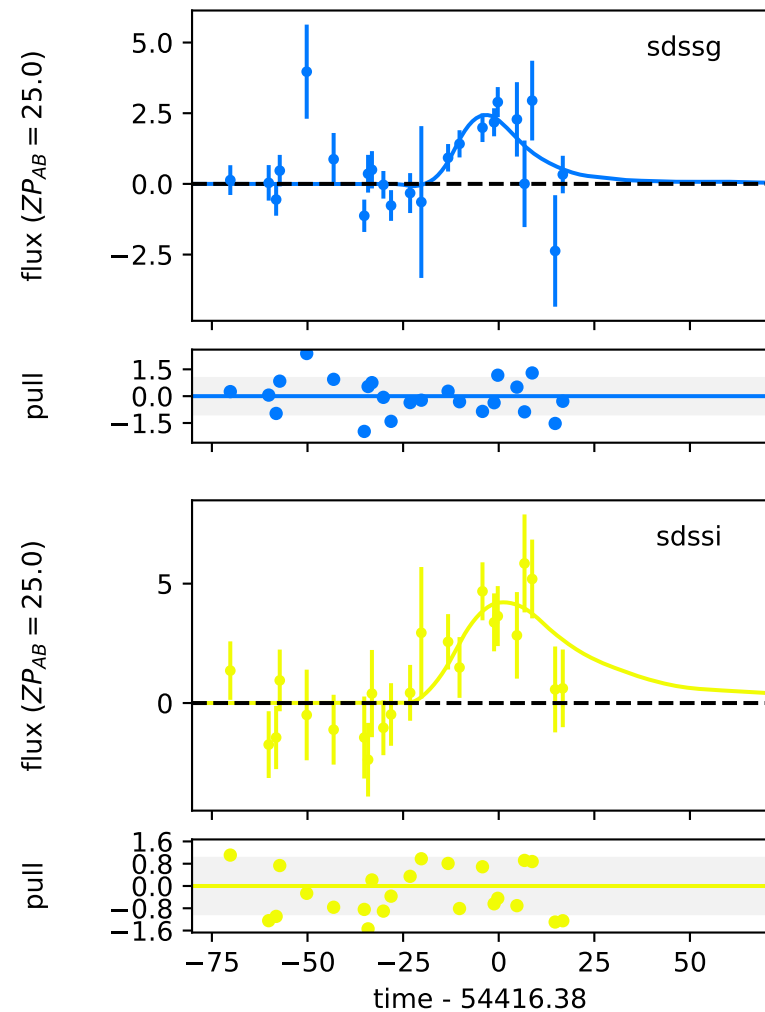 sdssg
flux (ZP_AB = 25.0)
5.0
2.5
0.0
−2.5
pull
1.5
0.0
−1.5
sdssi
flux (ZP_AB = 25.0)
5
0
pull
1.6
0.8
0.0
−0.8
−1.6
−75 −50 −25 0 25 50
time - 54416.38